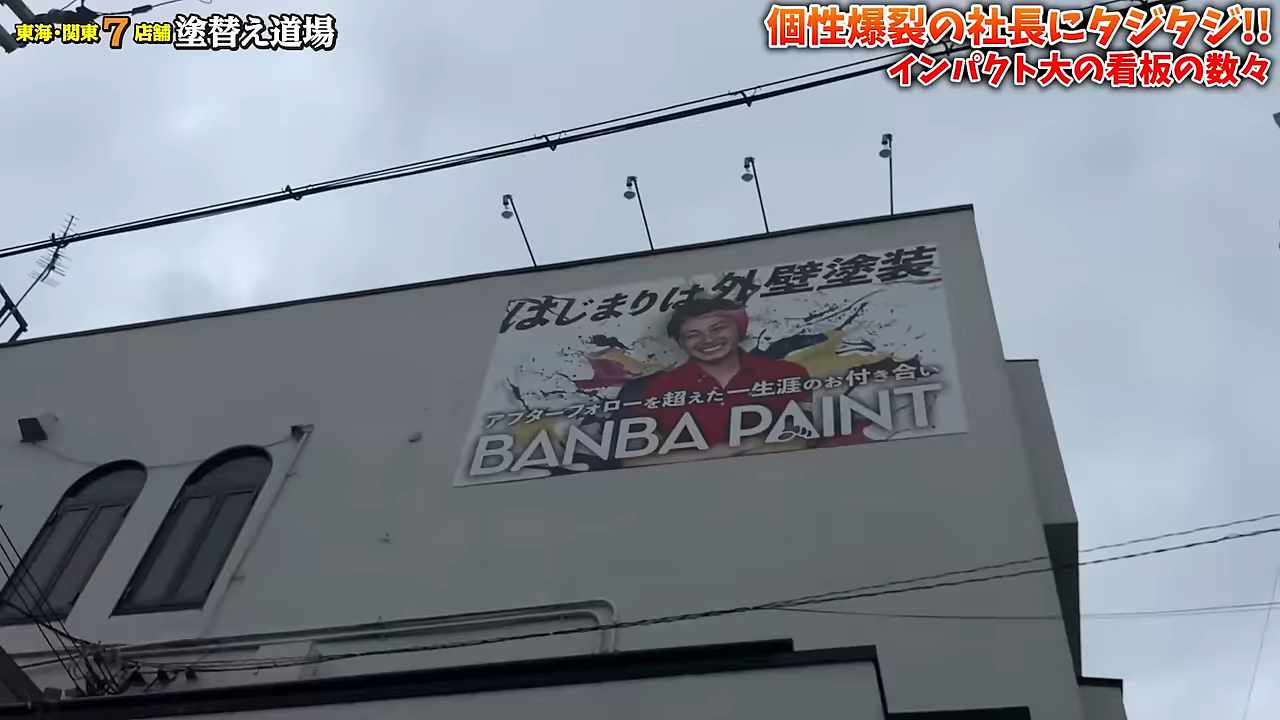 東海・関東7店舗塗替え道場
個性爆裂の社長にタジタジ!!
インパクト大の看板の数々
はじまりは外壁塗装
アフターフォローを超えた一生涯のお付き合い
BANBA PAINT